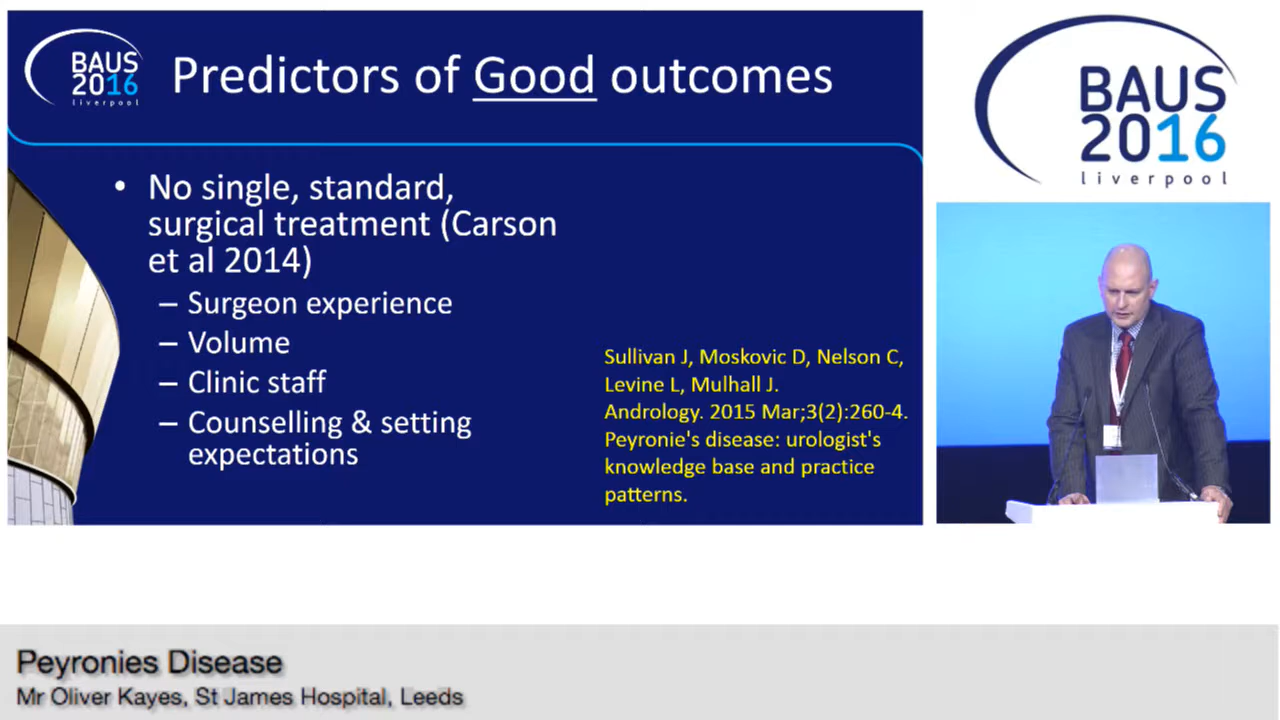 BAUS
2016
liverpool
Predictors of Good outcomes
• No single, standard,
surgical treatment (Carson
et al 2014)
– Surgeon experience
– Volume
– Clinic staff
– Counselling & setting
expectations
Sullivan J, Moskovic D, Nelson C,
Levine L, Mulhall J.
Andrology. 2015 Mar;3(2):260-4.
Peyronie's disease: urologist's
knowledge base and practice
patterns.
BAUS
2016
liverpool
Peyronies Disease
Mr Oliver Kayes, St James Hospital, Leeds